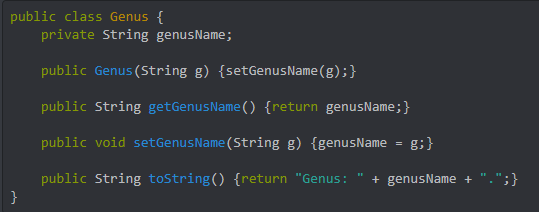 public class Genus {
    private String genusName;

    public Genus(String g) {setGenusName(g);}

    public String getGenusName() {return genusName;}

    public void setGenusName(String g) {genusName = g;}

    public String toString() {return "Genus: " + genusName + ".";}
}